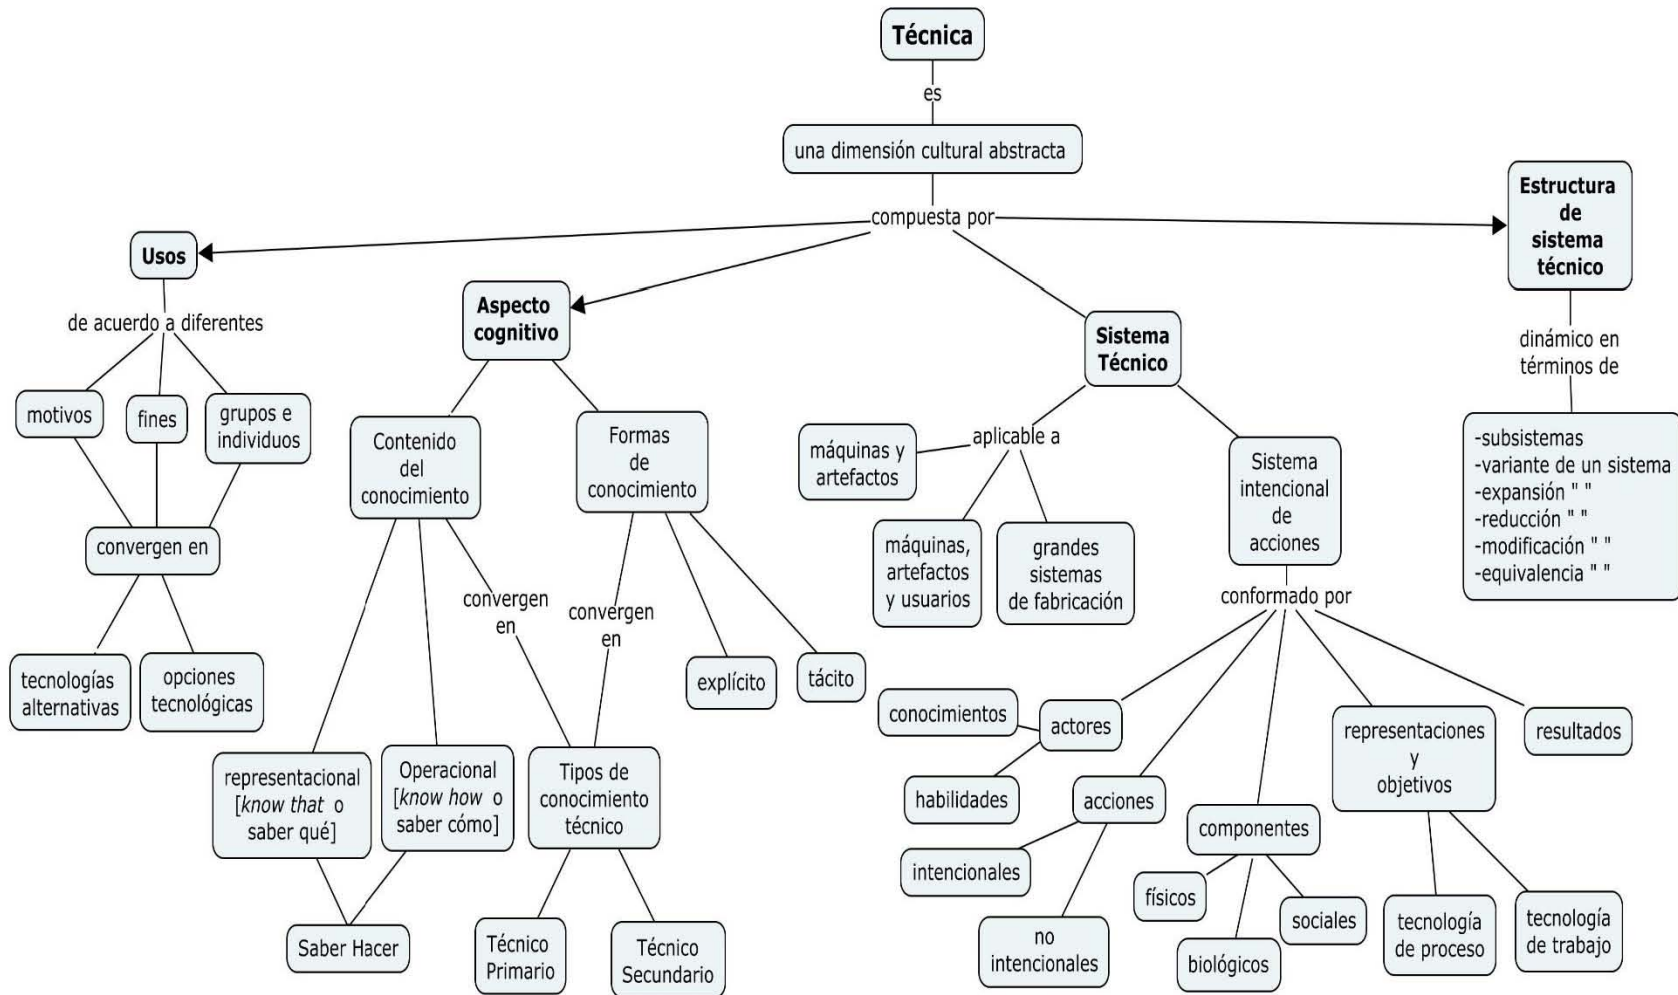 Técnica
es
una dimensión cultural abstracta
compuesta por
Usos
de acuerdo a diferentes
motivos
fines
grupos e
individuos
convergen en
tecnologías
alternativas
opciones
tecnológicas
Aspecto
cognitivo
Contenido
del
conocimiento
Formas
de
conocimiento
convergen
en
convergen
en
explícito
tácito
representacional
[know that o
saber qué]
Operacional
[know how o
saber cómo]
Tipos de
conocimiento
técnico
Saber Hacer
Técnico
Primario
Técnico
Secundario
Sistema
Técnico
aplicable a
máquinas y
artefactos
máquinas,
artefactos
y usuarios
grandes
sistemas
de fabricación
Sistema
intencional
de
acciones
conformado por
conocimientos
actores
habilidades
acciones
intencionales
no
intencionales
componentes
físicos
biológicos
sociales
representaciones
y
objetivos
tecnología
de proceso
tecnología
de trabajo
resultados
Estructura
de
sistema
técnico
dinámico en
términos de
-subsistemas
-variante de un sistema
-expansión " "
-reducción " "
-modificación " "
-equivalencia " "